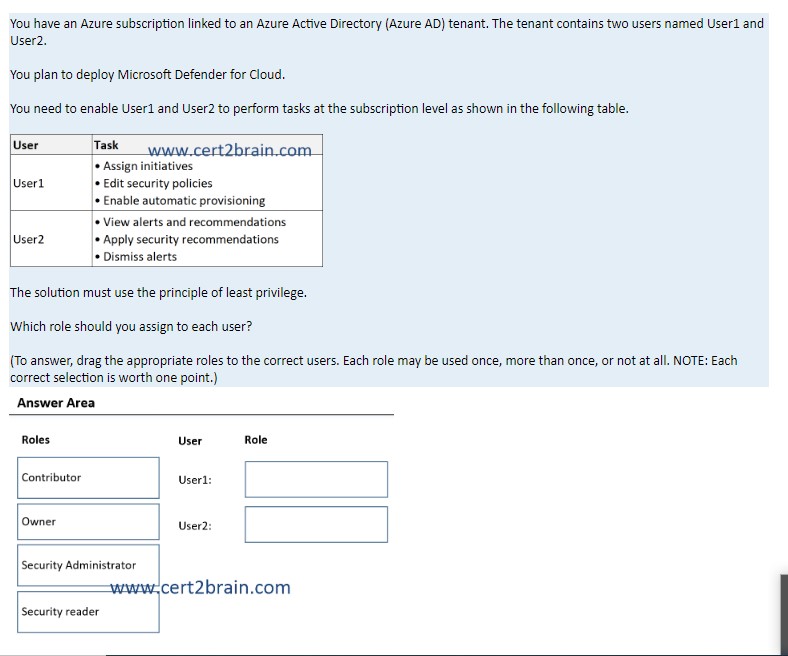 You have an Azure subscription linked to an Azure Active Directory (Azure AD) tenant. The tenant contains two users named User1 and
User2.
You plan to deploy Microsoft Defender for Cloud.
You need to enable User1 and User2 to perform tasks at the subscription level as shown in the following table.
User Task
www.cert2brain.com
User1
• Assign initiatives
• Edit security policies
• Enable automatic provisioning
User2
• View alerts and recommendations
• Apply security recommendations
• Dismiss alerts
The solution must use the principle of least privilege.
Which role should you assign to each user?
(To answer, drag the appropriate roles to the correct users. Each role may be used once, more than once, or not at all. NOTE: Each
correct selection is worth one point.)
Answer Area
Roles User Role
Contributor User1:
Owner User2:
Security Administrator
www.cert2brain.com
Security reader